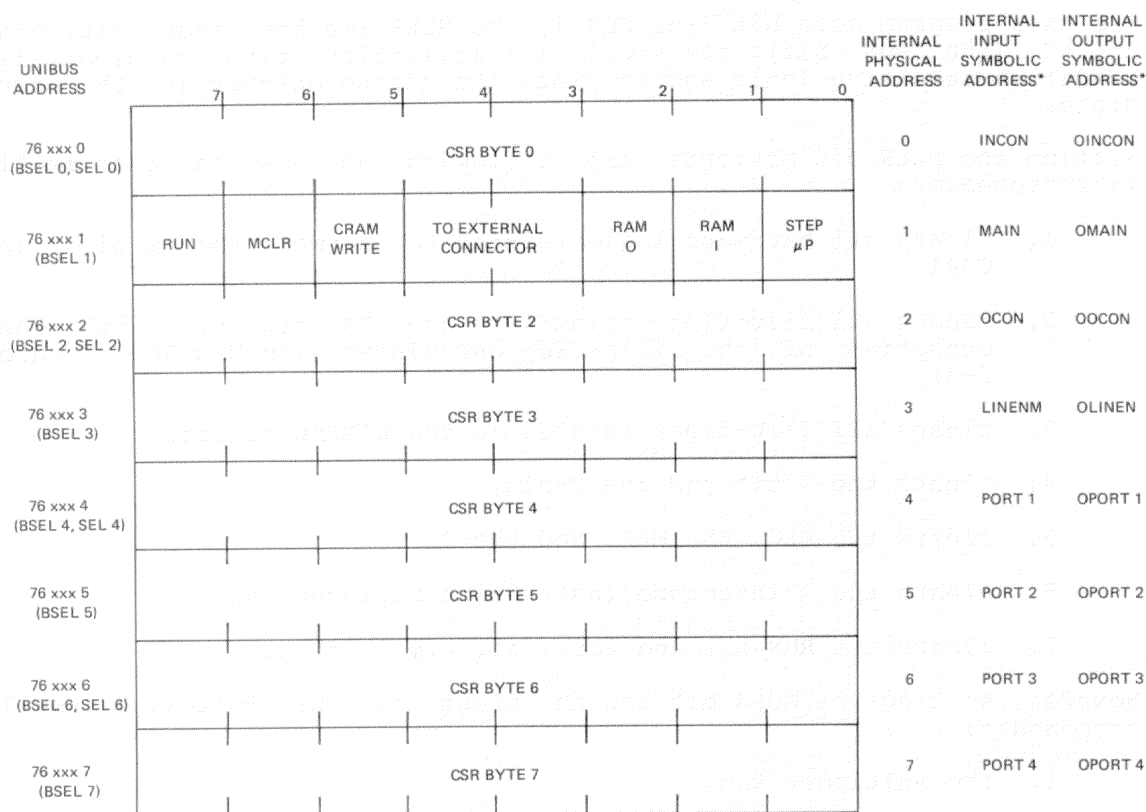 UNIBUS ADDRESS
INTERNAL PHYSICAL ADDRESS
INTERNAL INPUT SYMBOLIC ADDRESS*
INTERNAL OUTPUT SYMBOLIC ADDRESS*
7 6 5 4 3 2 1 0
76 xxx 0 CSR BYTE 0 0 INCON OINCON
(BSEL 0, SEL 0)
76 xxx 1 RUN MCLR CRAM WRITE TO EXTERNAL CONNECTOR RAM O RAM I STEP μP 1 MAIN OMAIN
(BSEL 1)
76 xxx 2 CSR BYTE 2 2 OCON OOCON
(BSEL 2, SEL 2)
76 xxx 3 CSR BYTE 3 3 LINENM OLINEN
(BSEL 3)
76 xxx 4 CSR BYTE 4 4 PORT 1 OPORT 1
(BSEL 4, SEL 4)
76 xxx 5 CSR BYTE 5 5 PORT 2 OPORT 2
(BSEL 5)
76 xxx 6 CSR BYTE 6 6 PORT 3 OPORT 3
(BSEL 6, SEL 6)
76 xxx 7 CSR BYTE 7 7 PORT 4 OPORT 4
(BSEL 7)